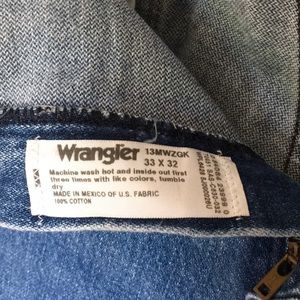 Wrangler 13MWZGK
33 X 32
Machine wash hot and inside out first
three times with like colors, tumble
dry
MADE IN MEXICO OF U.S. FABRIC
100% COTTON